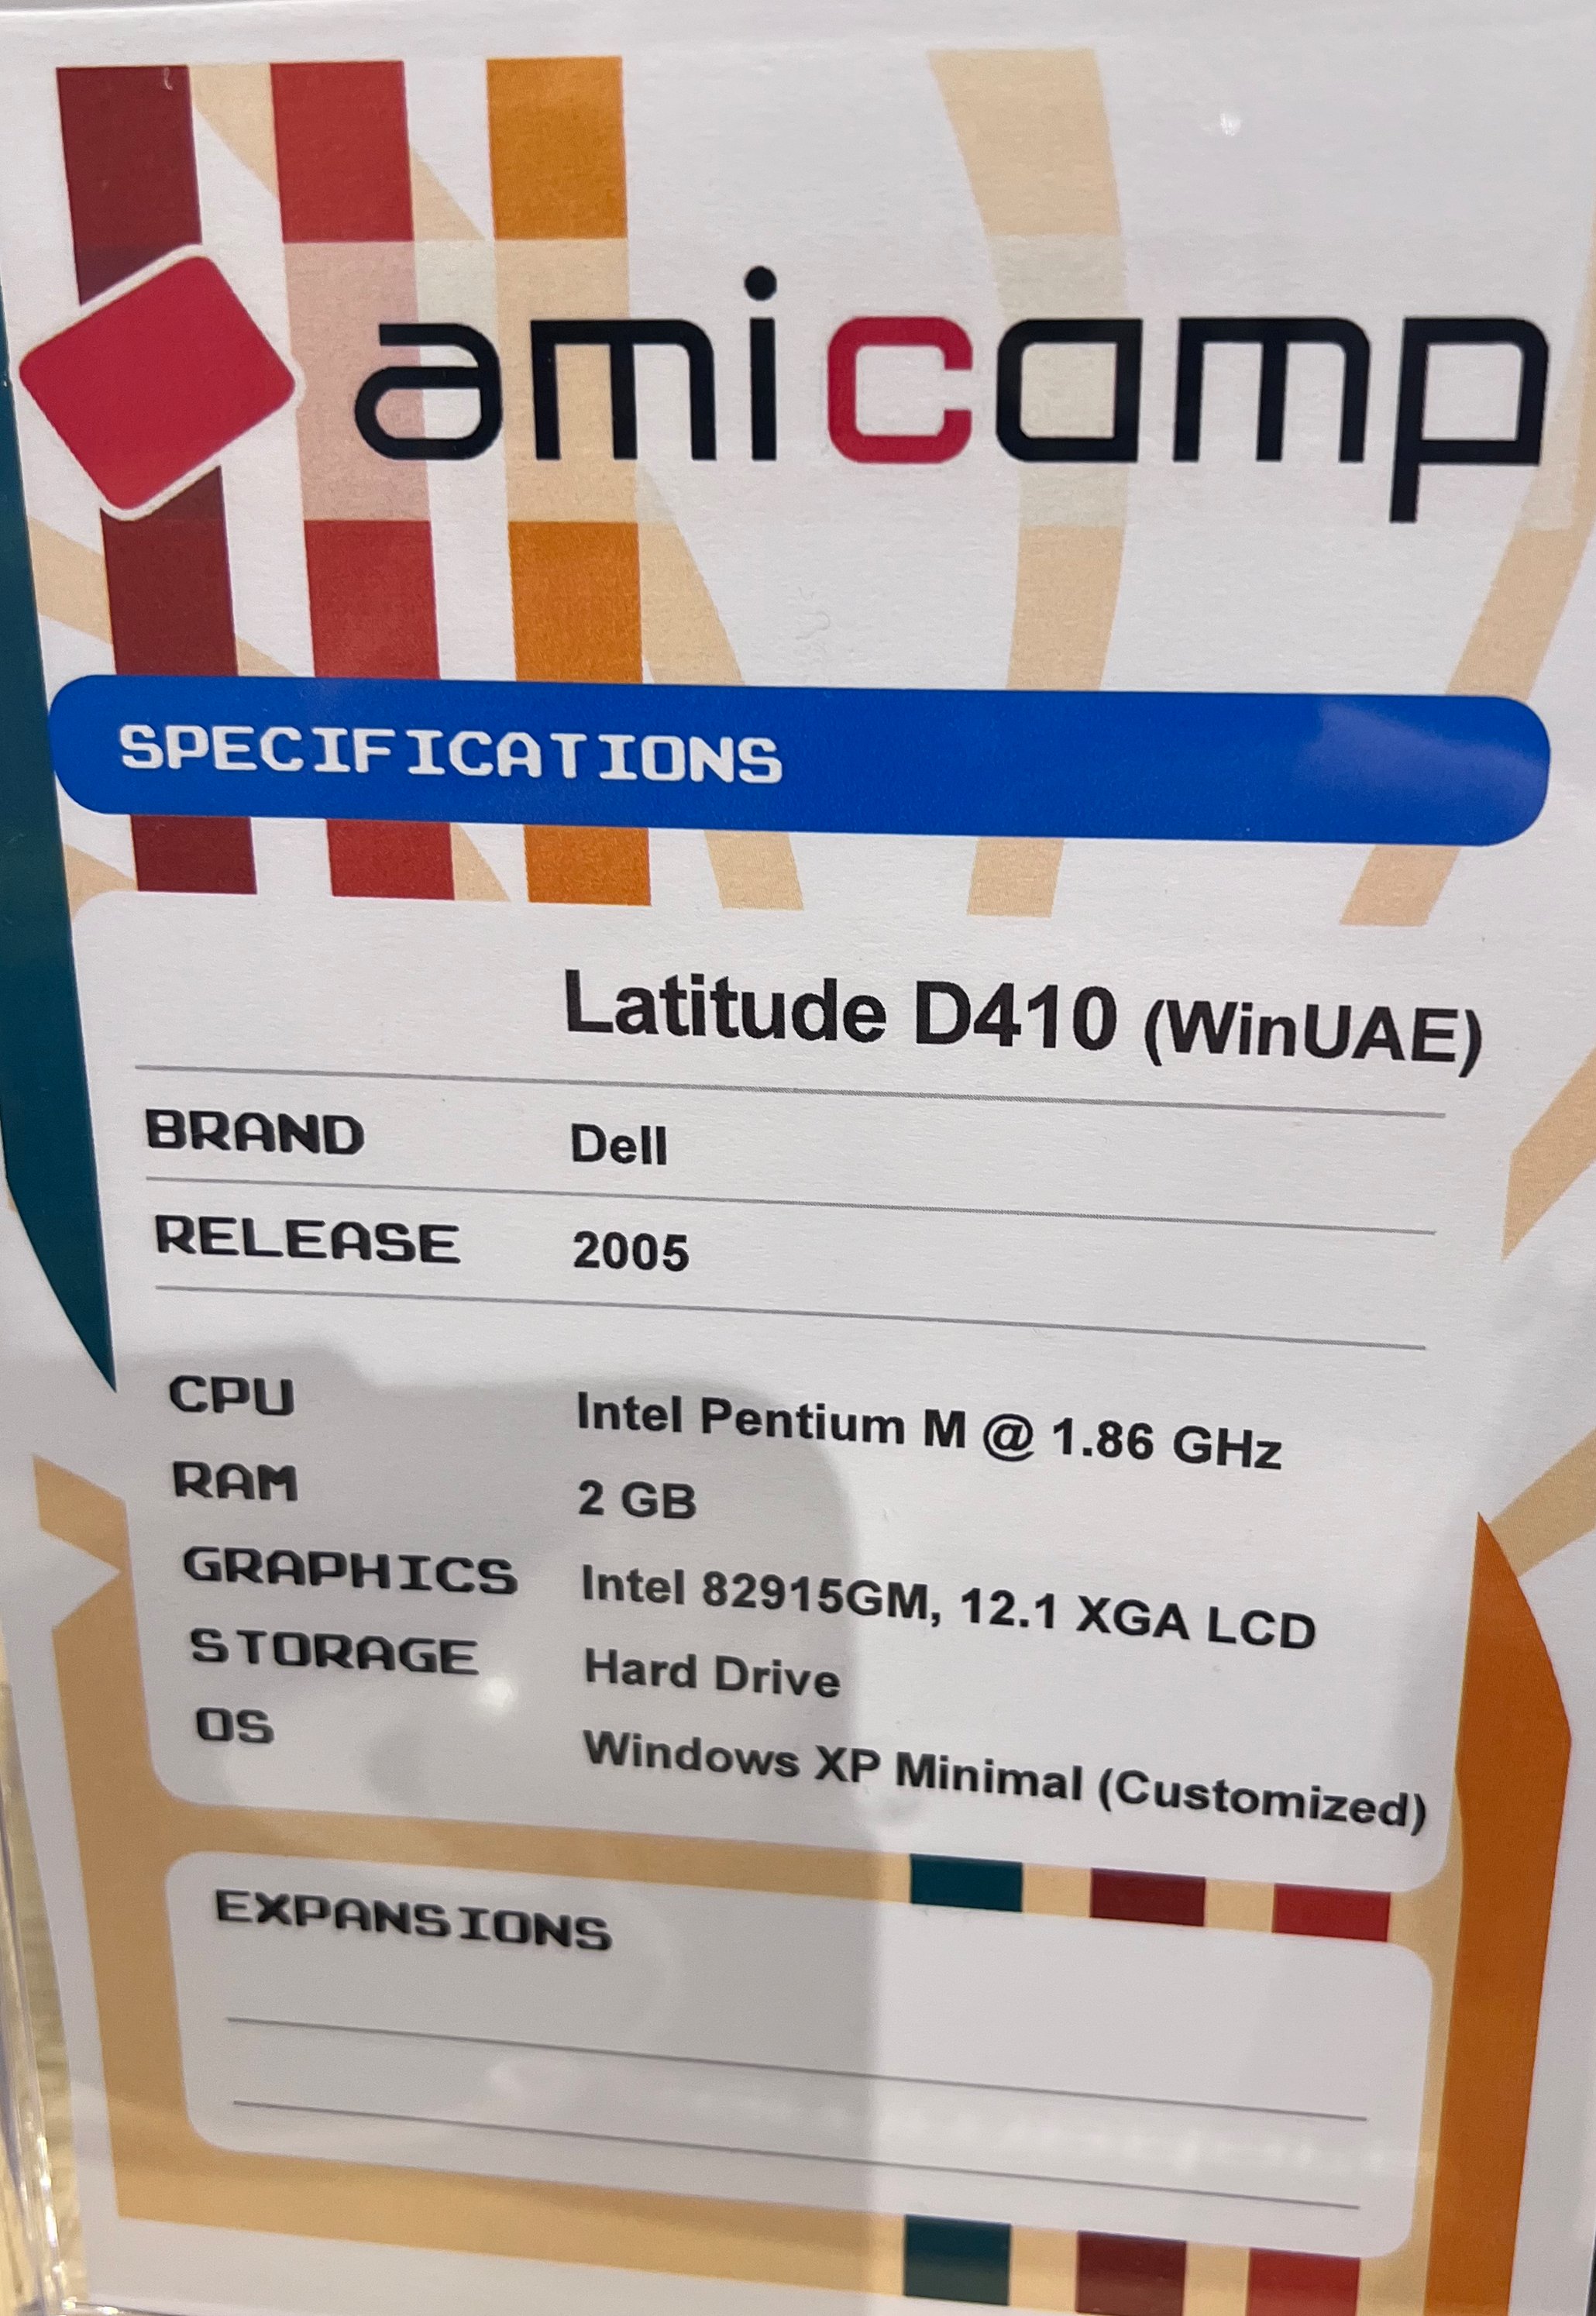 amicamp
SPECIFICATIONS
Latitude D410 (WinUAE)
BRAND Dell
RELEASE 2005
CPU Intel Pentium M @ 1.86 GHz
RAM 2 GB
GRAPHICS Intel 82915GM, 12.1 XGA LCD
STORAGE Hard Drive
OS Windows XP Minimal (Customized)
EXPANSIONS